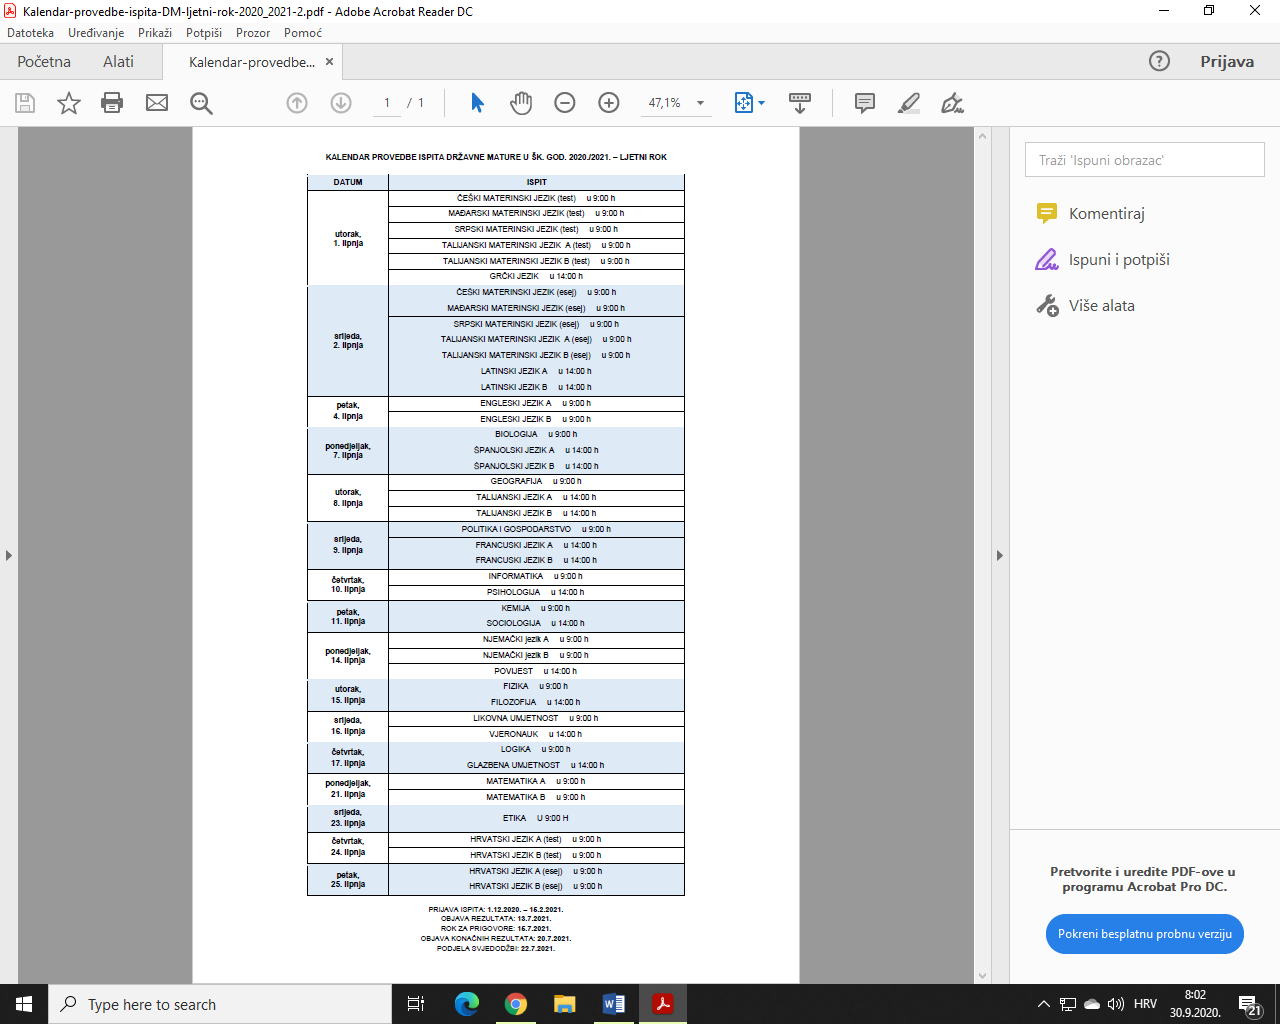 Kalendar-provedbe-ispita-DM-ljetni-rok-2020_2021-2.pdf - Adobe Acrobat Reader DC
Datoteka Uređivanje Prikaži Potpiši Prozor Pomoć
Početna Alati Kalendar-provedbe... × ? Prijava
1 / 1 47,1%
Traži 'Ispuni obrazac'
Komentiraj
Ispuni i potpiši
Više alata
Pretvorite i uredite PDF-ove u
programu Acrobat Pro DC.
Pokreni besplatnu probnu verziju
KALENDAR PROVEDBE ISPITA DRŽAVNE MATURE U ŠK. GOD. 2020./2021. – LJETNI ROK
DATUM ISPIT
utorak,
1. lipnja
ČEŠKI MATERINSKI JEZIK (test) u 9:00 h
MAĐARSKI MATERINSKI JEZIK (test) u 9:00 h
SRPSKI MATERINSKI JEZIK (test) u 9:00 h
TALIJANSKI MATERINSKI JEZIK A (test) u 9:00 h
TALIJANSKI MATERINSKI JEZIK B (test) u 9:00 h
GRČKI JEZIK u 14:00 h
srijeda,
2. lipnja
ČEŠKI MATERINSKI JEZIK (esej) u 9:00 h
MAĐARSKI MATERINSKI JEZIK (esej) u 9:00 h
SRPSKI MATERINSKI JEZIK (esej) u 9:00 h
TALIJANSKI MATERINSKI JEZIK A (esej) u 9:00 h
TALIJANSKI MATERINSKI JEZIK B (esej) u 9:00 h
LATINSKI JEZIK A u 14:00 h
LATINSKI JEZIK B u 14:00 h
petak,
4. lipnja
ENGLESKI JEZIK A u 9:00 h
ENGLESKI JEZIK B u 9:00 h
ponedjeljak,
7. lipnja
BIOLOGIJA u 9:00 h
ŠPANJOLSKI JEZIK A u 14:00 h
ŠPANJOLSKI JEZIK B u 14:00 h
utorak,
8. lipnja
GEOGRAFIJA u 9:00 h
TALIJANSKI JEZIK A u 14:00 h
TALIJANSKI JEZIK B u 14:00 h
srijeda,
9. lipnja
POLITIKA I GOSPODARSTVO u 9:00 h
FRANCUSKI JEZIK A u 14:00 h
FRANCUSKI JEZIK B u 14:00 h
četvrtak,
10. lipnja
INFORMATIKA u 9:00 h
PSIHOLOGIJA u 14:00 h
petak,
11. lipnja
KEMIJA u 9:00 h
SOCIOLOGIJA u 14:00 h
ponedjeljak,
14. lipnja
NJEMAČKI jezik A u 9:00 h
NJEMAČKI jezik B u 9:00 h
POVIJEST u 14:00 h
utorak,
15. lipnja
FIZIKA u 9:00 h
FILOZOFIJA u 14:00 h
srijeda,
16. lipnja
LIKOVNA UMJETNOST u 9:00 h
VJERONAUK u 14:00 h
četvrtak,
17. lipnja
LOGIKA u 9:00 h
GLAZBENA UMJETNOST u 14:00 h
ponedjeljak,
21. lipnja
MATEMATIKA A u 9:00 h
MATEMATIKA B u 9:00 h
srijeda,
23. lipnja
ETIKA U 9:00 H
četvrtak,
24. lipnja
HRVATSKI JEZIK A (test) u 9:00 h
HRVATSKI JEZIK B (test) u 9:00 h
petak,
25. lipnja
HRVATSKI JEZIK A (esej) u 9:00 h
HRVATSKI JEZIK B (esej) u 9:00 h
PRIJAVA ISPITA: 1.12.2020. – 15.2.2021.
OBJAVA REZULTATA: 13.7.2021.
ROK ZA PRIGOVORE: 15.7.2021.
OBJAVA KONAČNIH REZULTATA: 20.7.2021.
PODJELA SVJEDODŽBI: 22.7.2021.
Type here to search
HRV
8:02
30.9.2020.
21